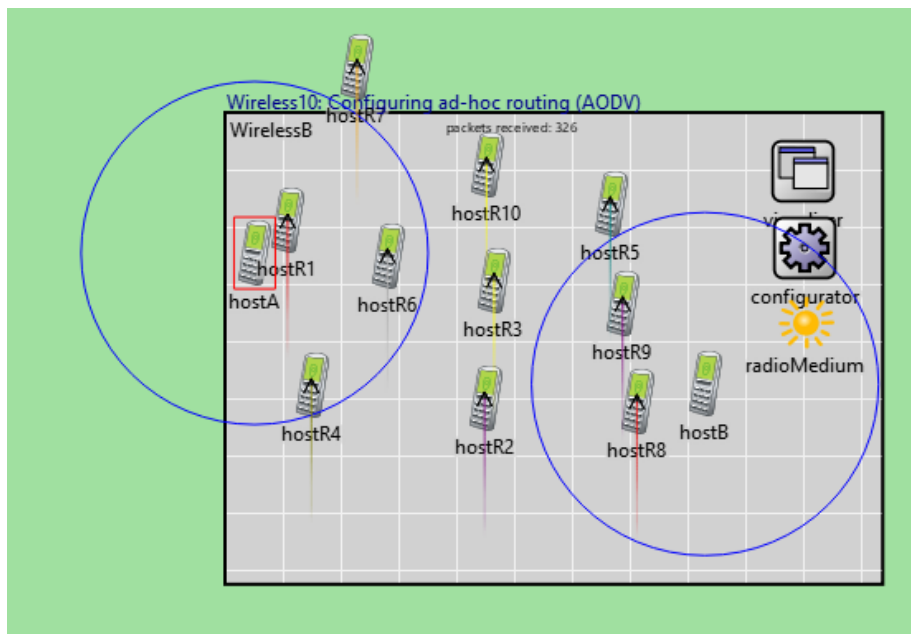 Wireless10: Configuring ad-hoc routing (AODV)
hostR7
WirelessB
packets received: 326
hostR10
visualizer
hostR5
hostR1
hostA
hostR6
configurator
hostR3
hostR9
radioMedium
hostR4
hostR2
hostB
hostR8